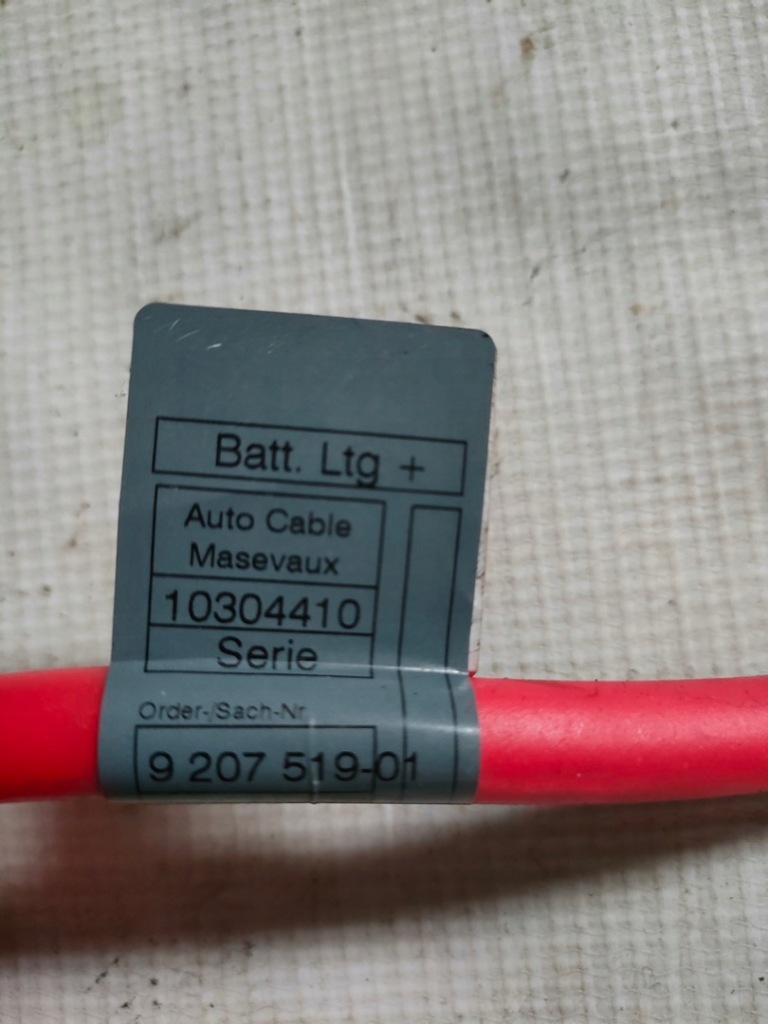 Batt. Ltg +
Auto Cable
Masevaux
10304410
Serie
Order-/Sach-Nr
9 207 519-01